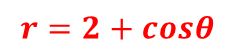 r = 2 + cosθ